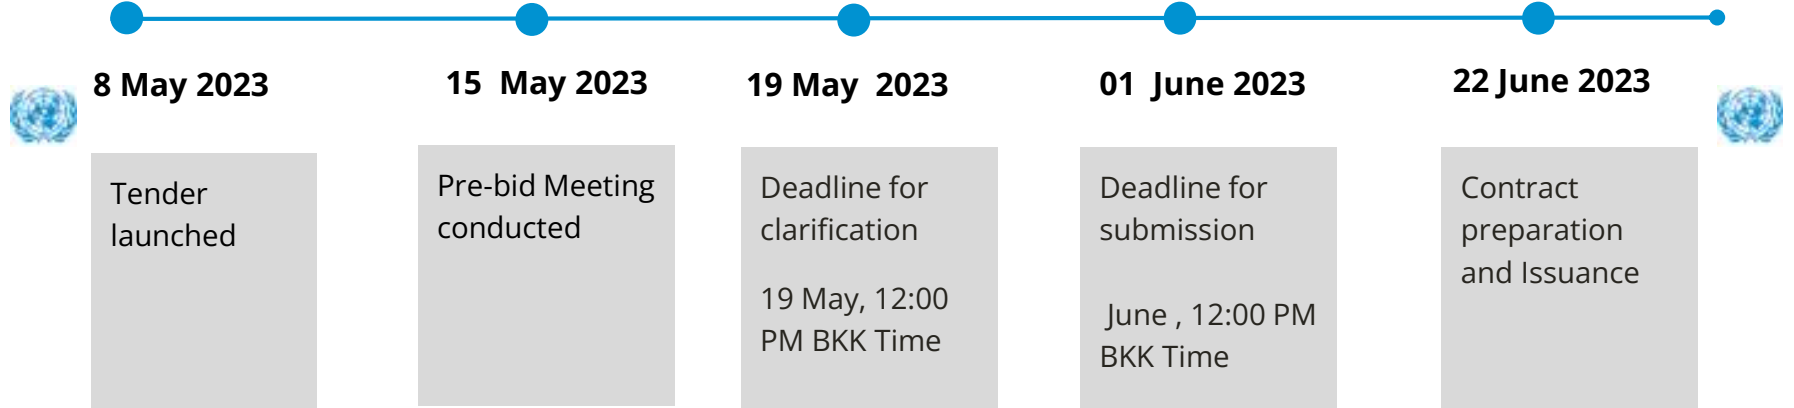 8 May 2023
15 May 2023
19 May 2023
01 June 2023
22 June 2023
Tender
launched
Pre-bid Meeting
conducted
Deadline for
clarification
19 May, 12:00
PM BKK Time
Deadline for
submission
June , 12:00 PM
BKK Time
Contract
preparation
and Issuance